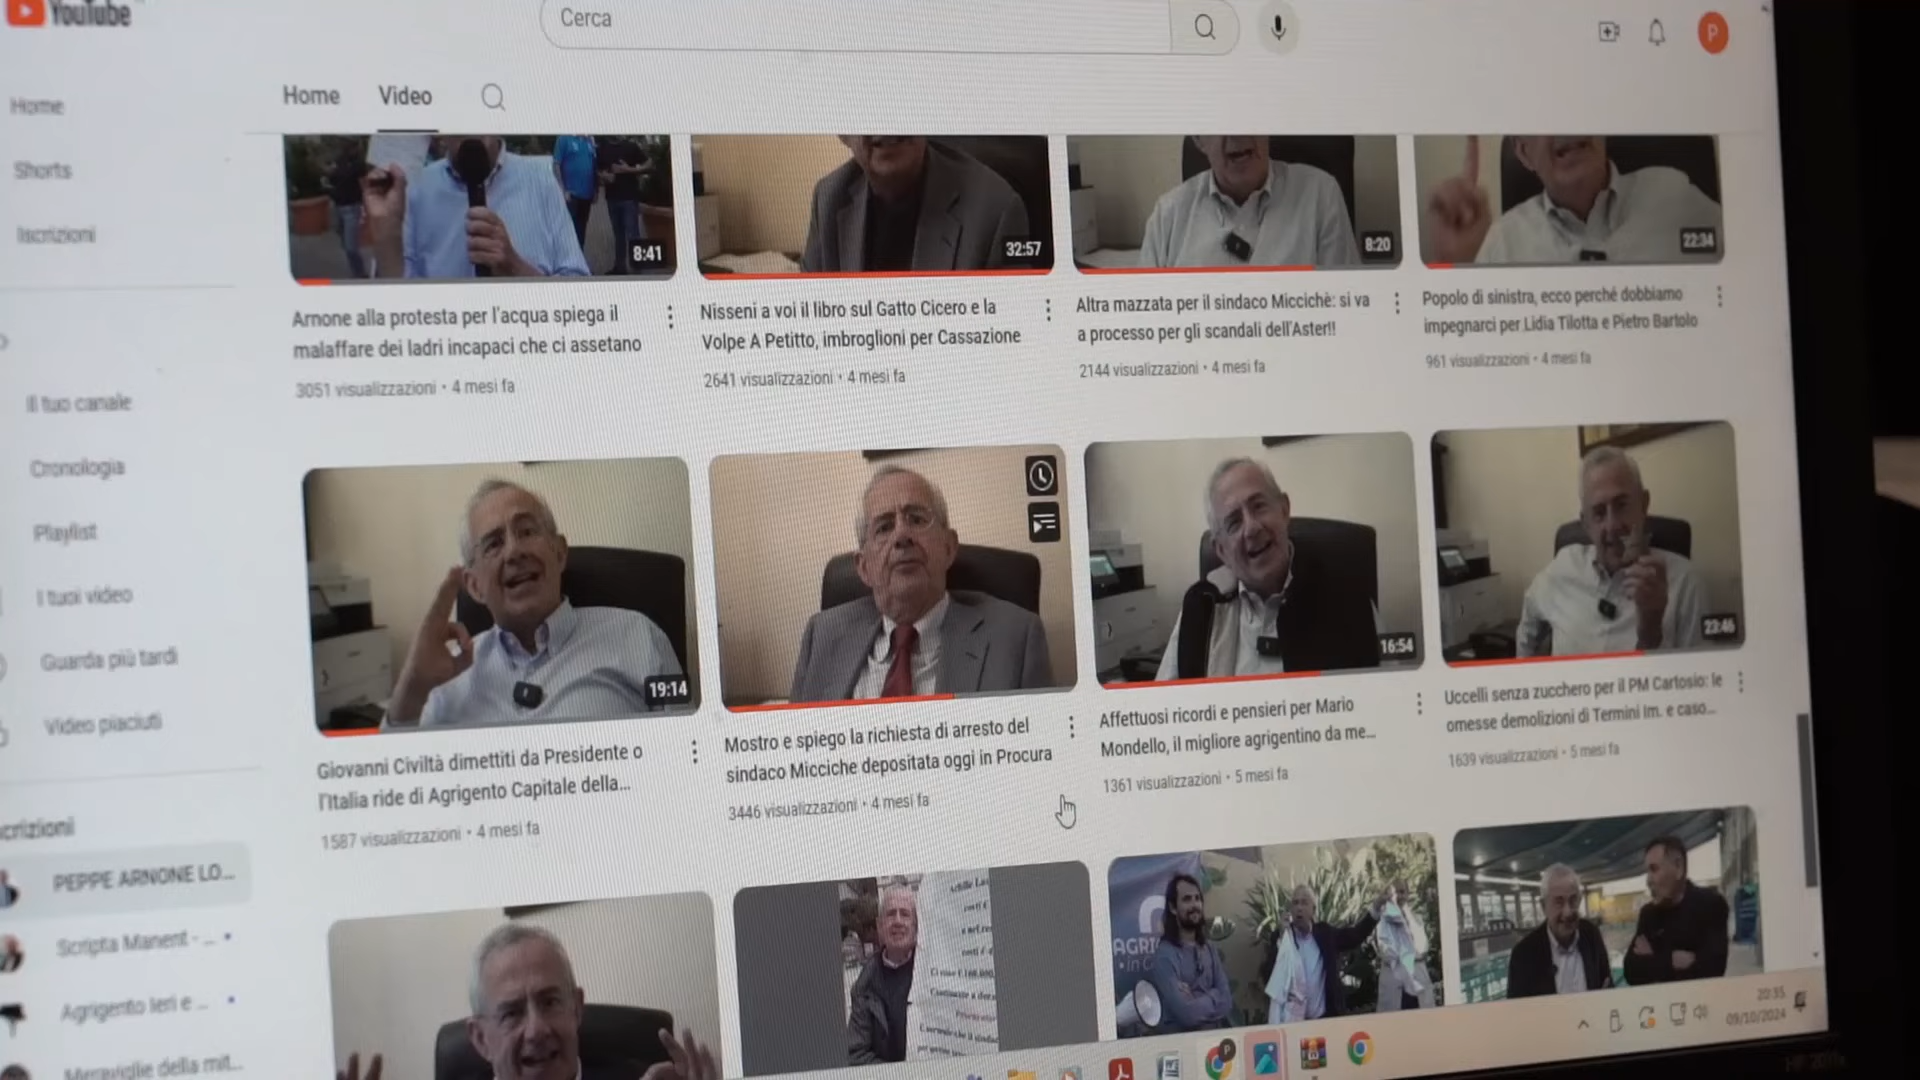 YouTube
Cerca
P
Home
Video
Home
Shorts
Iscrizioni
Il tuo canale
Cronologia
Playlist
I tuoi video
Guarda più tardi
Video piaciuti
crizioni
PEPPE ARNONE LO...
Scripta Manent - ...
Agrigento Ieri e ...
Meraviglie della mit...
8:41
32:57
8:20
22:34
Arnone alla protesta per l'acqua spiega il
malaffare dei ladri incapaci che ci assetano
3051 visualizzazioni • 4 mesi fa
Nisseni a voi il libro sul Gatto Cicero e la
Volpe A Petitto, imbroglioni per Cassazione
2641 visualizzazioni • 4 mesi fa
Altra mazzata per il sindaco Miccichè: si va
a processo per gli scandali dell'Aster!!
2144 visualizzazioni • 4 mesi fa
Popolo di sinistra, ecco perché dobbiamo
impegnarci per Lidia Tilotta e Pietro Bartolo
961 visualizzazioni • 4 mesi fa
19:14
16:54
23:46
Giovanni Civiltà dimettiti da Presidente o
l'Italia ride di Agrigento Capitale della...
1587 visualizzazioni • 4 mesi fa
Mostro e spiego la richiesta di arresto del
sindaco Micciche depositata oggi in Procura
3446 visualizzazioni • 4 mesi fa
Affettuosi ricordi e pensieri per Mario
Mondello, il migliore agrigentino da me...
1361 visualizzazioni • 5 mesi fa
Uccelli senza zucchero per il PM Cartosio: le
omesse demolizioni di Termini Im. e caso...
1639 visualizzazioni • 5 mesi fa
AGRI
20:35
09/10/2024